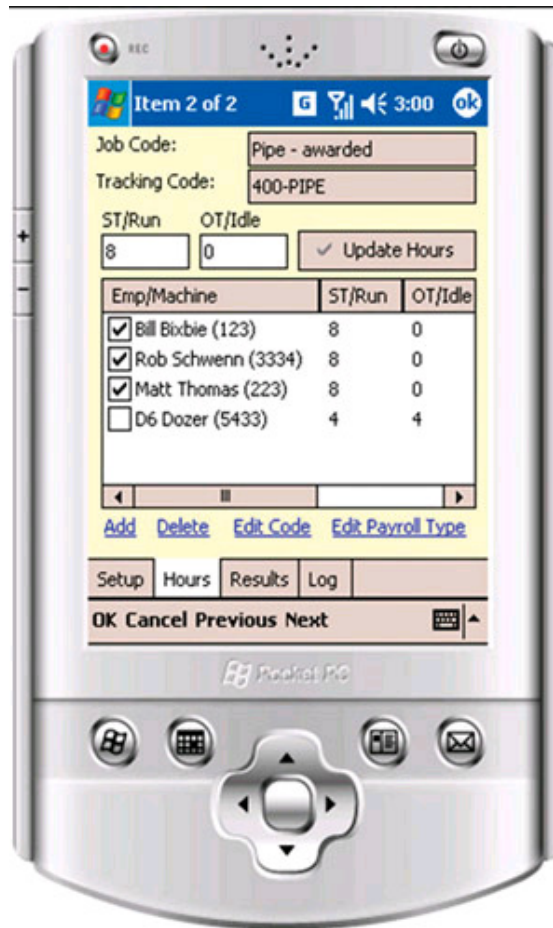 REC
Item 2 of 2 G 3:00 ok
Job Code: Pipe - awarded
Tracking Code: 400-PIPE
ST/Run OT/Idle
8 0 Update Hours
Emp/Machine ST/Run OT/Idle
Bill Bixbie (123) 8 0
Rob Schwenn (3334) 8 0
Matt Thomas (223) 8 0
D6 Dozer (5433) 4 4
Add Delete Edit Code Edit Payroll Type
Setup Hours Results Log
OK Cancel Previous Next
Pocket PC